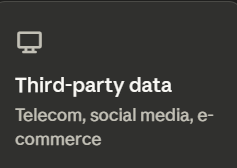 Third-party data
Telecom, social media, e-
commerce